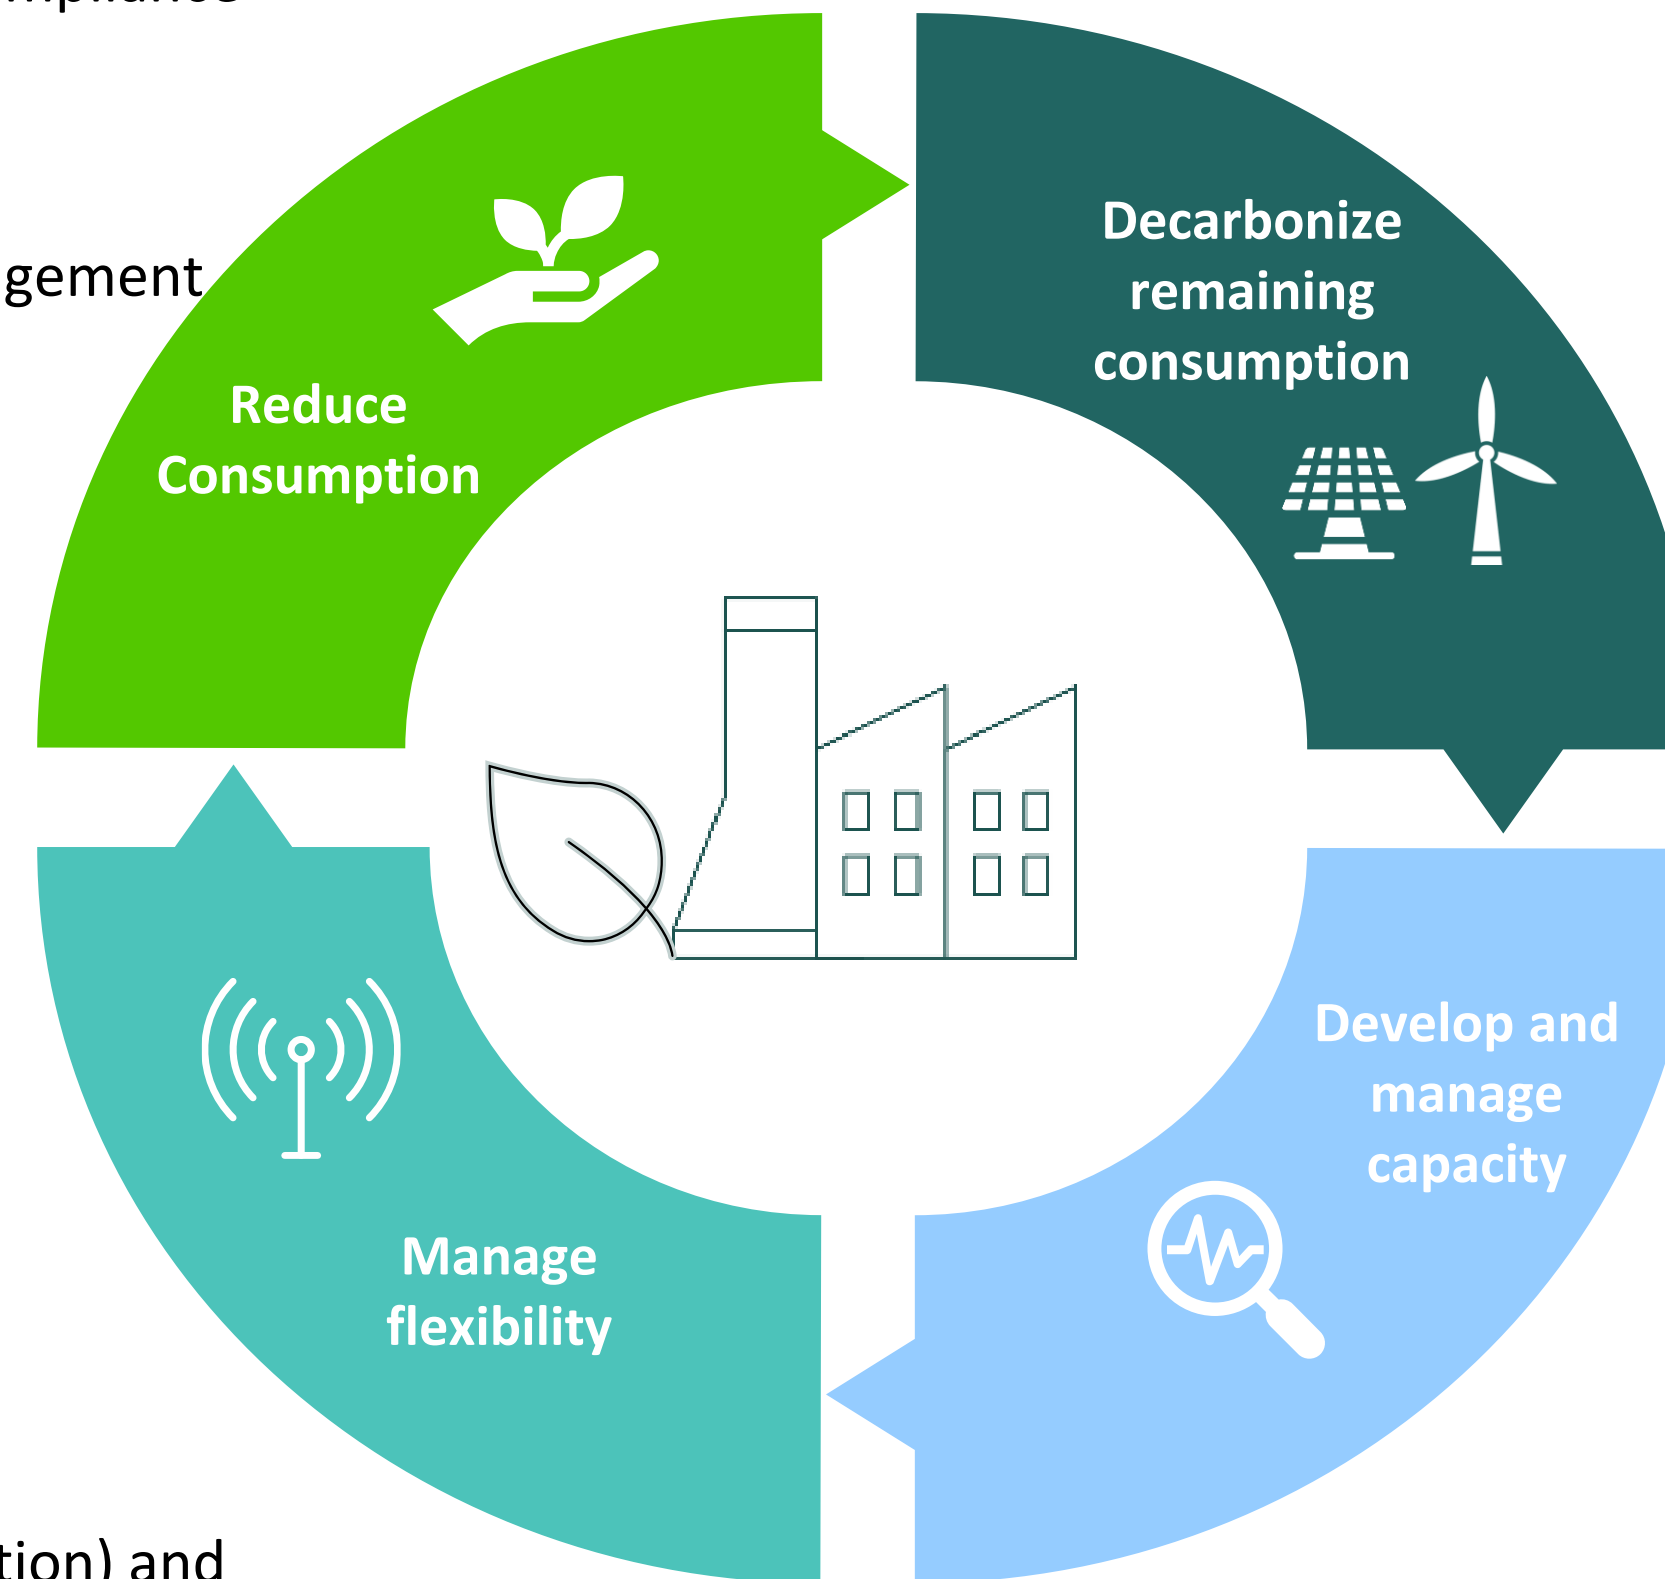 gement
Decarbonize
remaining
consumption
Reduce
Consumption
Develop and
manage
capacity
Manage
flexibility
tion) and